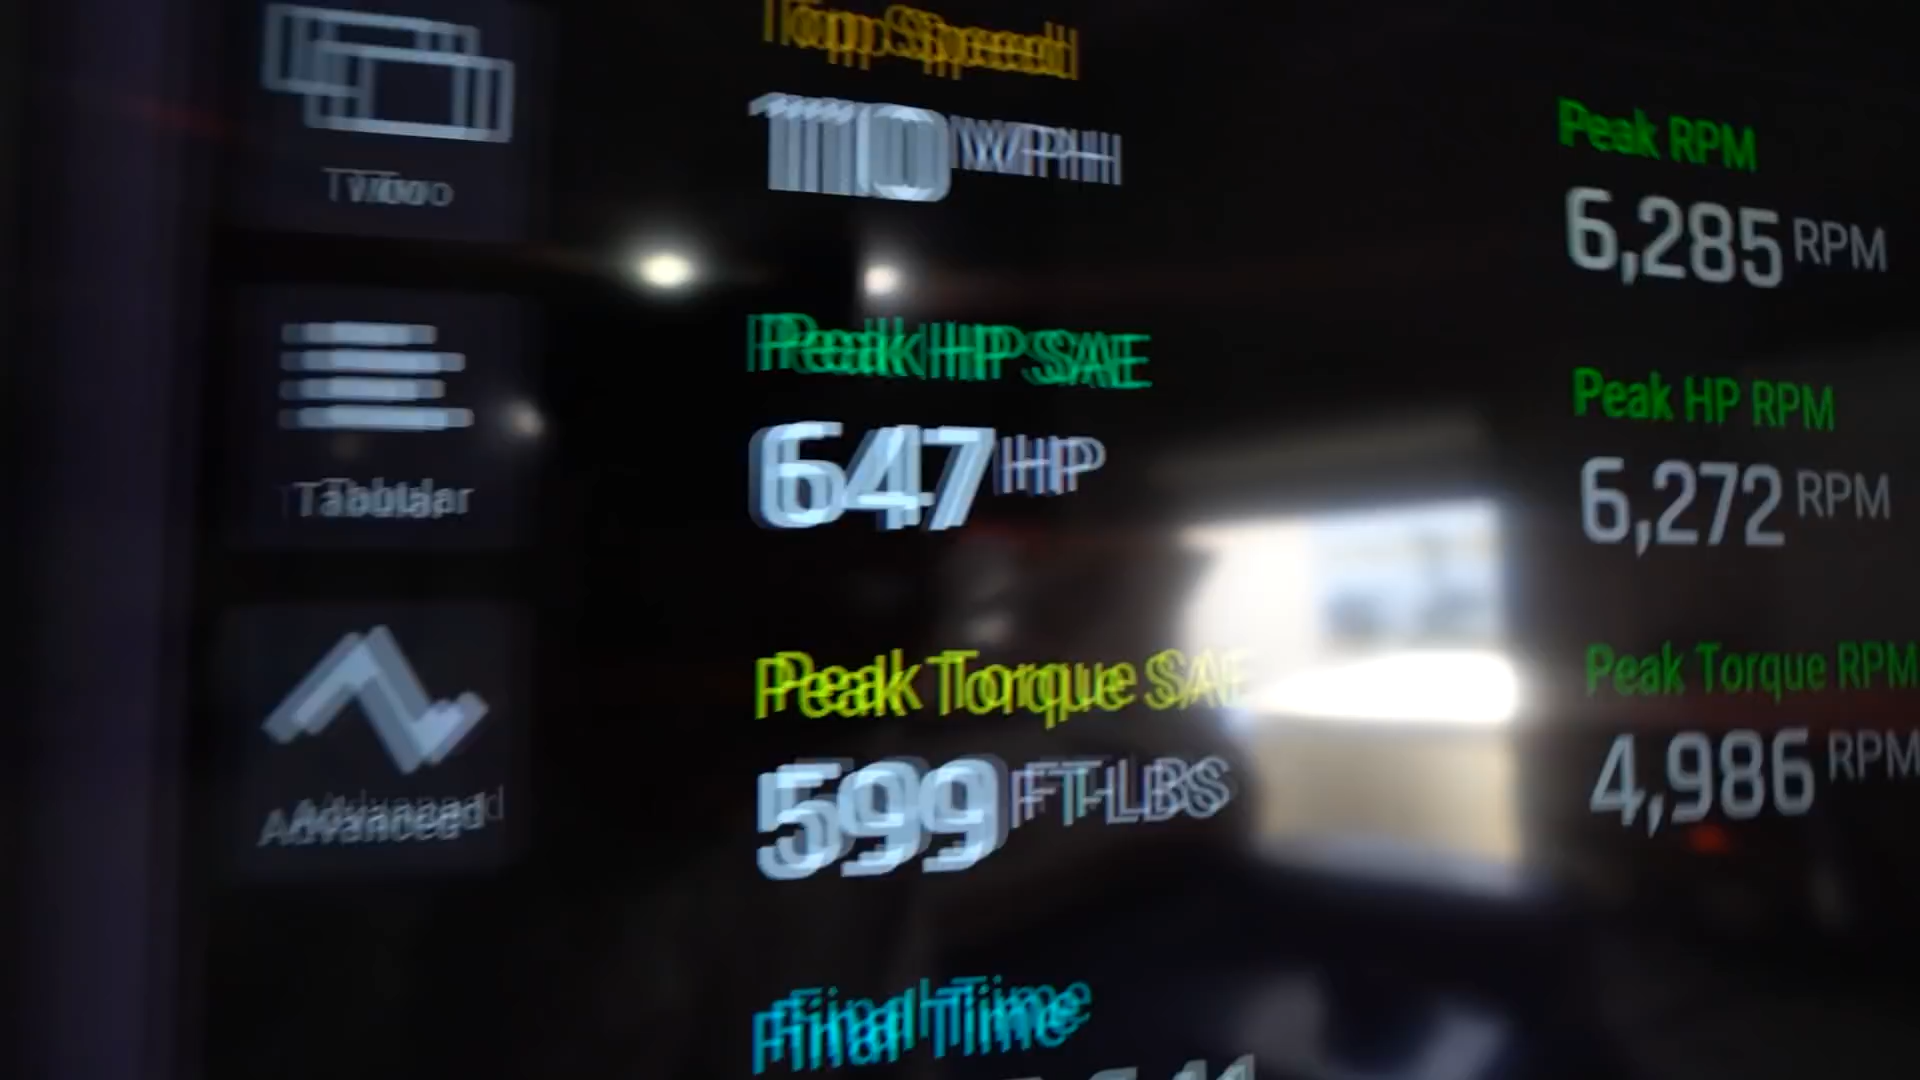 Two
Tabular
Advanced
Top Speed
MPH
Peak HP SAE
647 HP
Peak Torque SAE
599 FT-LBS
Final Time
Peak RPM
6,285 RPM
Peak HP RPM
6,272 RPM
Peak Torque RPM
4,986 RPM